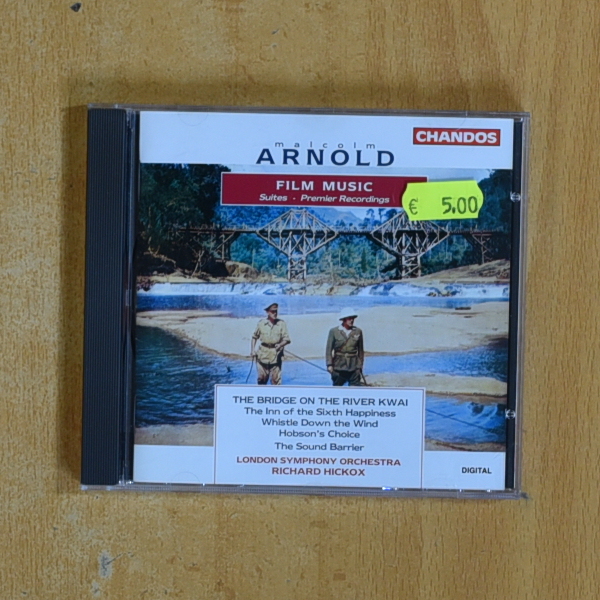 CHANDOS
malcolm
ARNOLD
FILM MUSIC
Suites · Premier Recordings
€ 5,00
THE BRIDGE ON THE RIVER KWAI
The Inn of the Sixth Happiness
Whistle Down the Wind
Hobson's Choice
The Sound Barrier
LONDON SYMPHONY ORCHESTRA
RICHARD HICKOX
DIGITAL